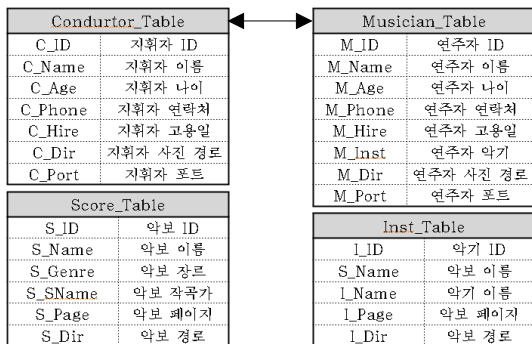 Condurtor_Table
C_ID 지휘자 ID
C_Name 지휘자 이름
C_Age 지휘자 나이
C_Phone 지휘자 연락처
C_Hire 지휘자 고용일
C_Dir 지휘자 사진 경로
C_Port 지휘자 포트
Musician_Table
M_ID 연주자 ID
M_Name 연주자 이름
M_Age 연주자 나이
M_Phone 연주자 연락처
M_Hire 연주자 고용일
M_Inst 연주자 악기
M_Dir 연주자 사진 경로
M_Port 연주자 포트
Score_Table
S_ID 악보 ID
S_Name 악보 이름
S_Genre 악보 장르
S_SName 악보 작곡가
S_Page 악보 페이지
S_Dir 악보 경로
Inst_Table
I_ID 악기 ID
S_Name 악보 이름
I_Name 악기 이름
I_Page 악보 페이지
I_Dir 악보 경로